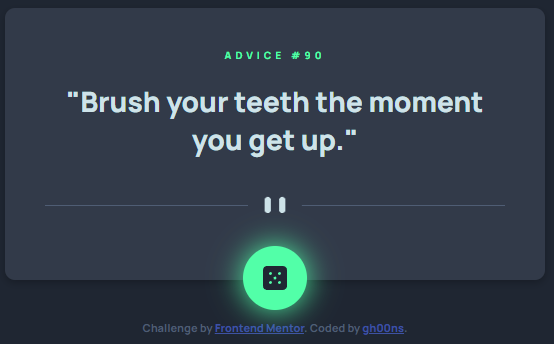 ADVICE #90
"Brush your teeth the moment
you get up."
Challenge by Frontend Mentor. Coded by gh00ns.